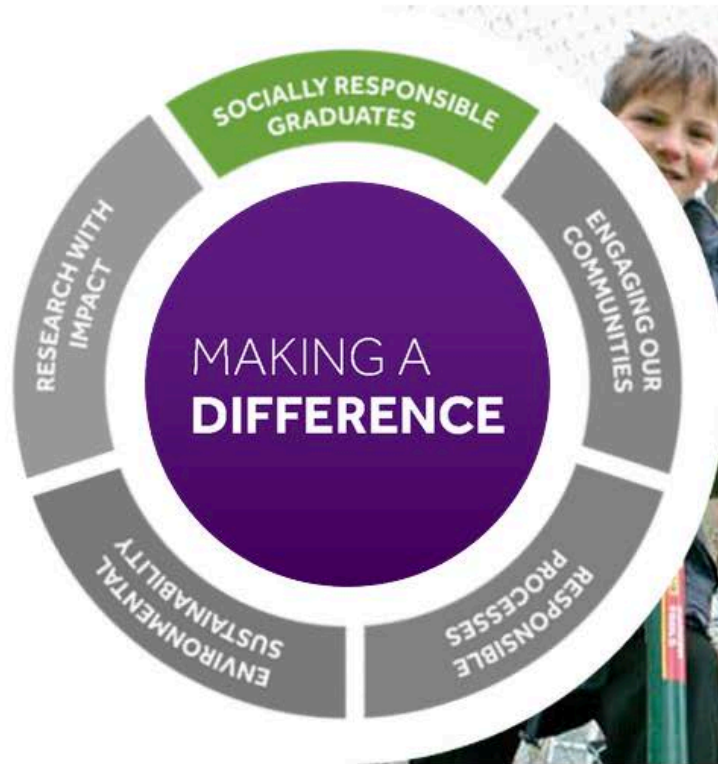 SOCIALLY RESPONSIBLE
GRADUATES
ENGAGING OUR
COMMUNITIES
RESPONSIBLE
PROCESSES
ENVIRONMENTAL
SUSTAINABILITY
RESEARCH WITH
IMPACT
MAKING A
DIFFERENCE